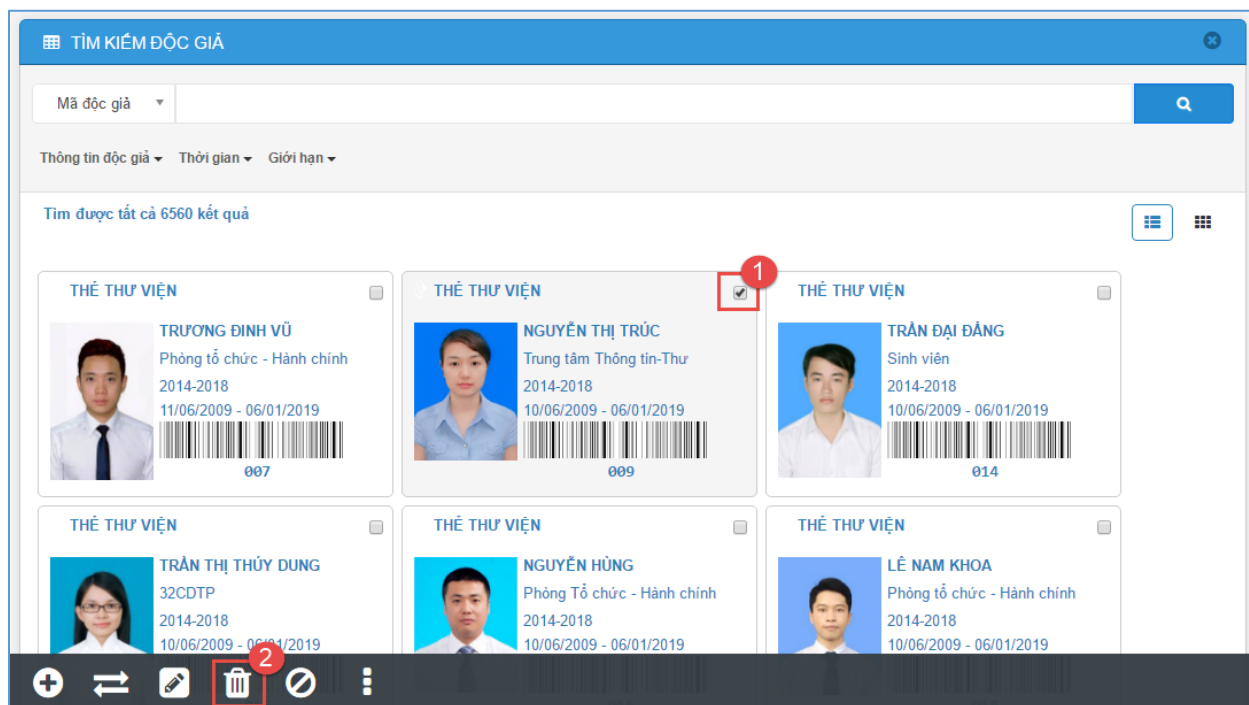 TÌM KIẾM ĐỘC GIẢ
Mã độc giả
Thông tin độc giả Thời gian Giới hạn
Tìm được tất cả 6560 kết quả
1
THẺ THƯ VIỆN
TRƯƠNG ĐINH VŨ
Phòng tổ chức - Hành chính
2014-2018
11/06/2009 - 06/01/2019
007
THẺ THƯ VIỆN
NGUYỄN THỊ TRÚC
Trung tâm Thông tin-Thư
2014-2018
10/06/2009 - 06/01/2019
009
THẺ THƯ VIỆN
TRẦN ĐẠI ĐẲNG
Sinh viên
2014-2018
10/06/2009 - 06/01/2019
014
THẺ THƯ VIỆN
TRẦN THỊ THÚY DUNG
32CDTP
2014-2018
10/06/2009 - 06/01/2019
THẺ THƯ VIỆN
NGUYỄN HÙNG
Phòng Tổ chức - Hành chính
2014-2018
10/06/2009 - 06/01/2019
THẺ THƯ VIỆN
LÊ NAM KHOA
Phòng tổ chức - Hành chính
2014-2018
10/06/2009 - 06/01/2019
2